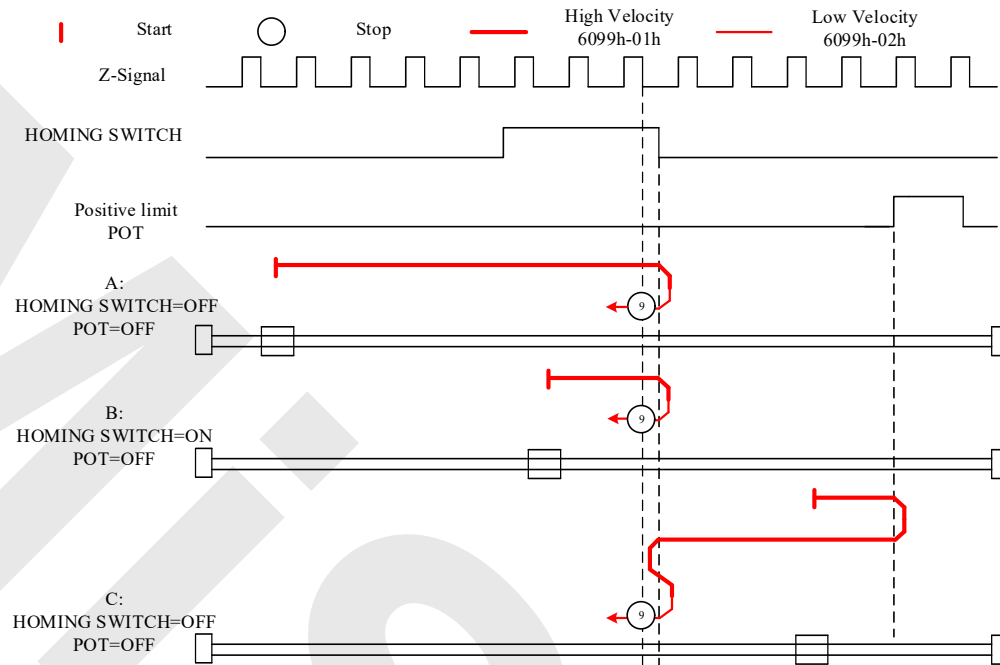 Start
Stop
High Velocity
6099h-01h
Low Velocity
6099h-02h
Z-Signal
HOMING SWITCH
Positive limit
POT
A:
HOMING SWITCH=OFF
POT=OFF
9
B:
HOMING SWITCH=ON
POT=OFF
9
C:
HOMING SWITCH=OFF
POT=OFF
9